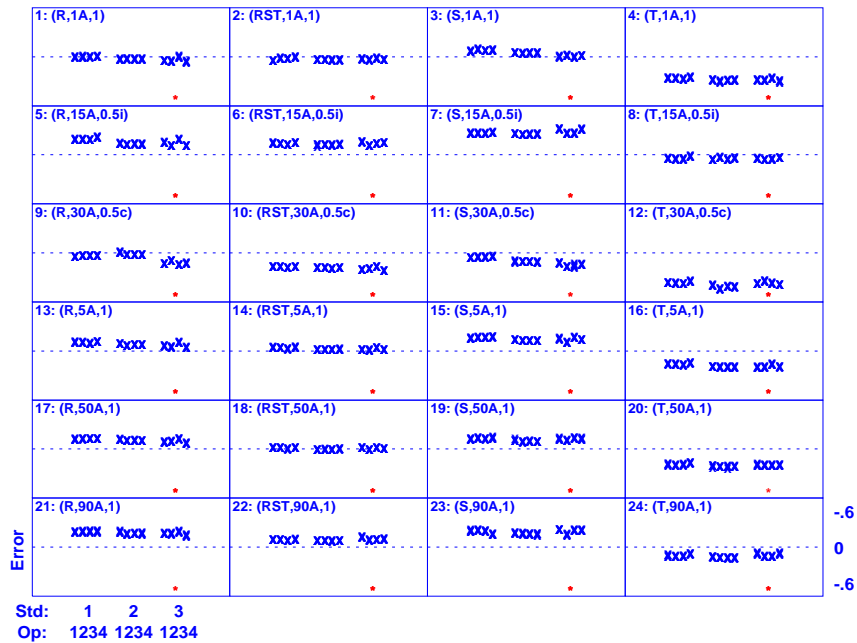 1: (R,1A,1) 2: (RST,1A,1) 3: (S,1A,1) 4: (T,1A,1)
5: (R,15A,0.5i) 6: (RST,15A,0.5i) 7: (S,15A,0.5i) 8: (T,15A,0.5i)
9: (R,30A,0.5c) 10: (RST,30A,0.5c) 11: (S,30A,0.5c) 12: (T,30A,0.5c)
13: (R,5A,1) 14: (RST,5A,1) 15: (S,5A,1) 16: (T,5A,1)
17: (R,50A,1) 18: (RST,50A,1) 19: (S,50A,1) 20: (T,50A,1)
21: (R,90A,1) 22: (RST,90A,1) 23: (S,90A,1) 24: (T,90A,1)
-.6
0
-.6
Error
Std: 1 2 3
Op: 1234 1234 1234